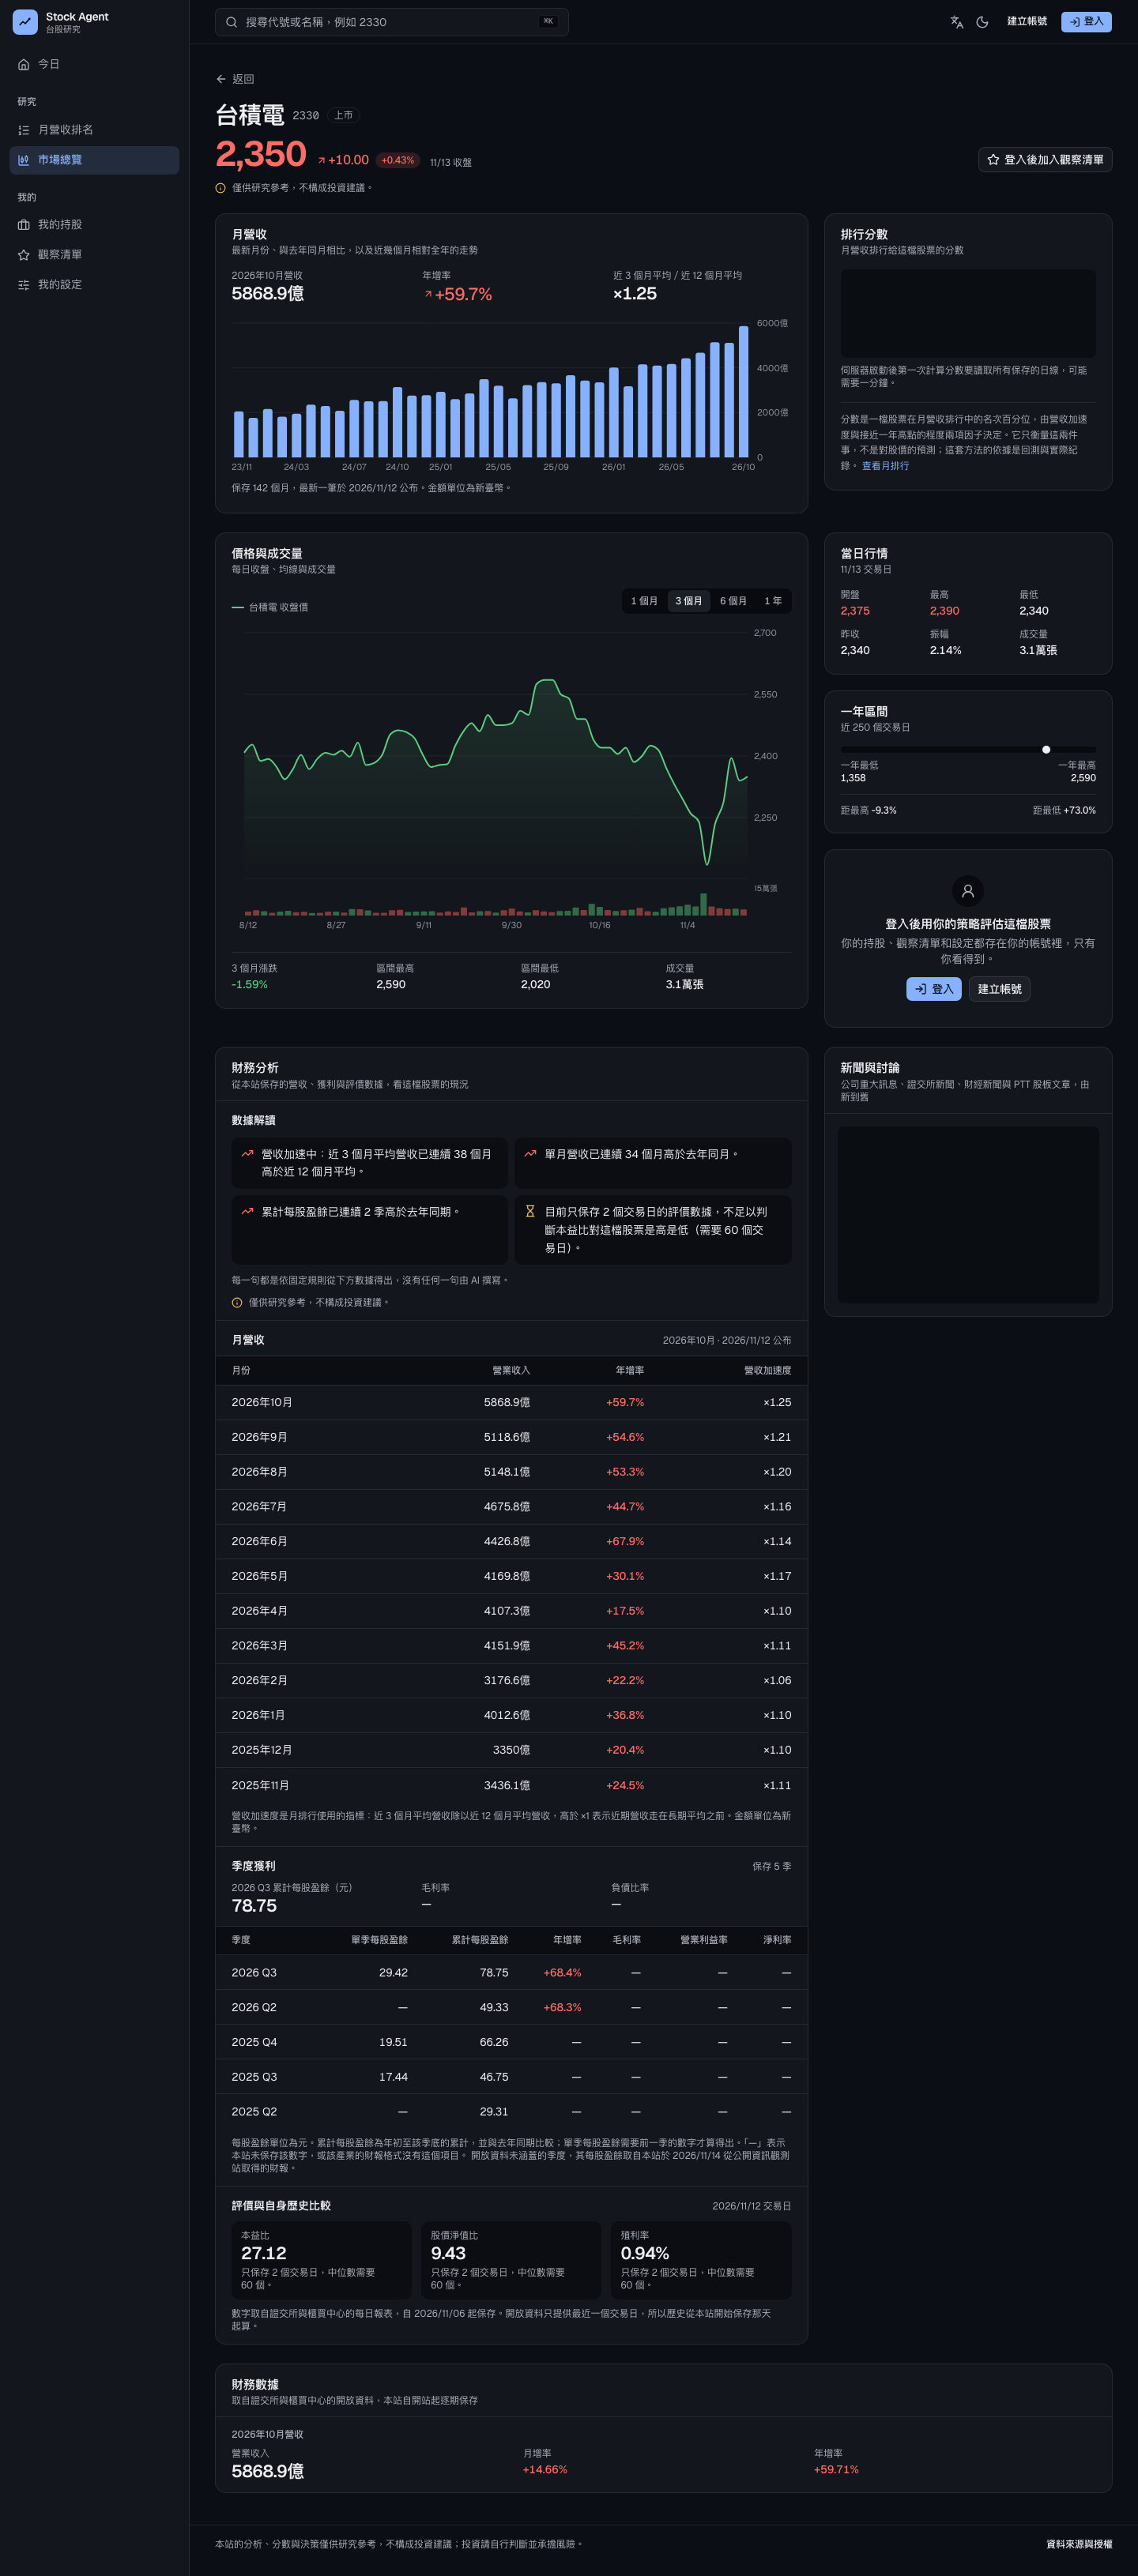 Stock Agent
台股研究
今日
研究
月營收排名
市場總覽
我的
我的持股
觀察清單
我的設定
搜尋代號或名稱，例如 2330
⌘K
建立帳號
登入
返回
台積電 2330 上市
2,350 +10.00 +0.43% 11/13 收盤
登入後加入觀察清單
僅供研究參考，不構成投資建議。
月營收
最新月份、與去年同月相比，以及近幾個月相對全年的走勢
2026年10月營收 年增率 近 3 個月平均 / 近 12 個月平均
5868.9億 +59.7% ×1.25
6000億
4000億
2000億
0
23/11 24/03 24/07 24/10 25/01 25/05 25/09 26/01 26/05 26/10
保存 142 個月，最新一筆於 2026/11/12 公布。金額單位為新臺幣。
排行分數
月營收排行給這檔股票的分數
伺服器啟動後第一次計算分數要讀取所有保存的日線，可能
需要一分鐘。
分數是一檔股票在月營收排行中的名次百分位，由營收加速
度與接近一年高點的程度兩項因子決定。它只衡量這兩件
事，不是對股價的預測；這套方法的依據是回測與實際紀
錄。 查看月排行
價格與成交量
每日收盤、均線與成交量
台積電 收盤價
1 個月 3 個月 6 個月 1 年
2,700
2,550
2,400
2,250
15萬張
8/12 8/27 9/11 9/30 10/16 11/4
3 個月漲跌 區間最高 區間最低 成交量
-1.59% 2,590 2,020 3.1萬張
當日行情
11/13 交易日
開盤 最高 最低
2,375 2,390 2,340
昨收 振幅 成交量
2,340 2.14% 3.1萬張
一年區間
近 250 個交易日
一年最低 一年最高
1,358 2,590
距最高 -9.3% 距最低 +73.0%
登入後用你的策略評估這檔股票
你的持股、觀察清單和設定都存在你的帳號裡，只有
你看得到。
登入 建立帳號
財務分析
從本站保存的營收、獲利與評價數據，看這檔股票的現況
數據解讀
營收加速中：近 3 個月平均營收已連續 38 個月
高於近 12 個月平均。
單月營收已連續 34 個月高於去年同月。
累計每股盈餘已連續 2 季高於去年同期。
目前只保存 2 個交易日的評價數據，不足以判
斷本益比對這檔股票是高是低（需要 60 個交
易日）。
每一句都是依固定規則從下方數據得出，沒有任何一句由 AI 撰寫。
僅供研究參考，不構成投資建議。
新聞與討論
公司重大訊息、證交所新聞、財經新聞與 PTT 股板文章，由
新到舊
月營收 2026年10月 · 2026/11/12 公布
月份 營業收入 年增率 營收加速度
2026年10月 5868.9億 +59.7% ×1.25
2026年9月 5118.6億 +54.6% ×1.21
2026年8月 5148.1億 +53.3% ×1.20
2026年7月 4675.8億 +44.7% ×1.16
2026年6月 4426.8億 +67.9% ×1.14
2026年5月 4169.8億 +30.1% ×1.17
2026年4月 4107.3億 +17.5% ×1.10
2026年3月 4151.9億 +45.2% ×1.11
2026年2月 3176.6億 +22.2% ×1.06
2026年1月 4012.6億 +36.8% ×1.10
2025年12月 3350億 +20.4% ×1.10
2025年11月 3436.1億 +24.5% ×1.11
營收加速度是月排行使用的指標：近 3 個月平均營收除以近 12 個月平均營收，高於 ×1 表示近期營收走在長期平均之前。金額單位為新
臺幣。
季度獲利 保存 5 季
2026 Q3 累計每股盈餘（元） 毛利率 負債比率
78.75 — —
季度 單季每股盈餘 累計每股盈餘 年增率 毛利率 營業利益率 淨利率
2026 Q3 29.42 78.75 +68.4% — — —
2026 Q2 — 49.33 +68.3% — — —
2025 Q4 19.51 66.26 — — — —
2025 Q3 17.44 46.75 — — — —
2025 Q2 — 29.31 — — — —
每股盈餘單位為元。累計每股盈餘為年初至該季底的累計，並與去年同期比較；單季每股盈餘需要前一季的數字才算得出。「—」表示
本站未保存該數字，或該產業的財報格式沒有這個項目。 開放資料未涵蓋的季度，其每股盈餘取自本站於 2026/11/14 從公開資訊觀測
站取得的財報。
評價與自身歷史比較 2026/11/12 交易日
本益比 股價淨值比 殖利率
27.12 9.43 0.94%
只保存 2 個交易日，中位數需要 只保存 2 個交易日，中位數需要 只保存 2 個交易日，中位數需要
60 個。 60 個。 60 個。
數字取自證交所與櫃買中心的每日報表，自 2026/11/06 起保存。開放資料只提供最近一個交易日，所以歷史從本站開始保存那天
起算。
財務數據
取自證交所與櫃買中心的開放資料，本站自開站起逐期保存
2026年10月營收
營業收入 月增率 年增率
5868.9億 +14.66% +59.71%
本站的分析、分數與決策僅供研究參考，不構成投資建議；投資請自行判斷並承擔風險。
資料來源與授權